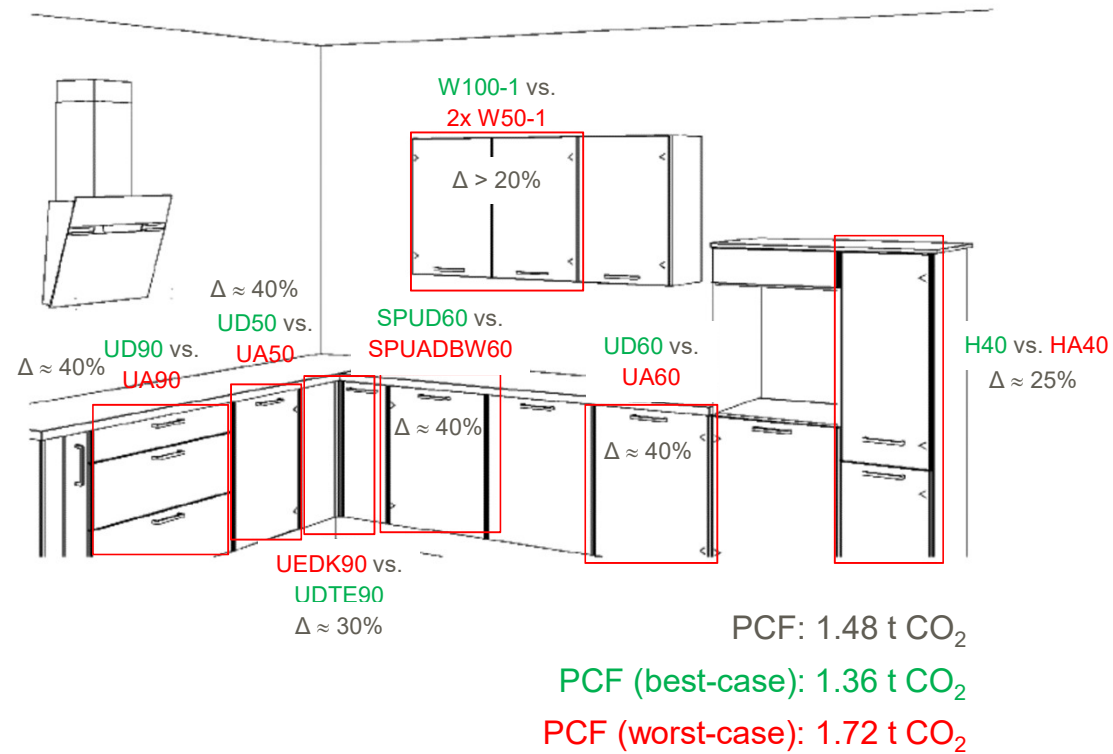 W100-1 vs.
2x W50-1
Δ > 20%
Δ ≈ 40%
UD50 vs.
UA50
SPUD60 vs.
SPUADBW60
UD60 vs.
UA60
H40 vs. HA40
Δ ≈ 25%
UD90 vs.
UA90
Δ ≈ 40%
Δ ≈ 40%
Δ ≈ 40%
UEDK90 vs.
UDTE90
Δ ≈ 30%
PCF: 1.48 t CO₂
PCF (best-case): 1.36 t CO₂
PCF (worst-case): 1.72 t CO₂